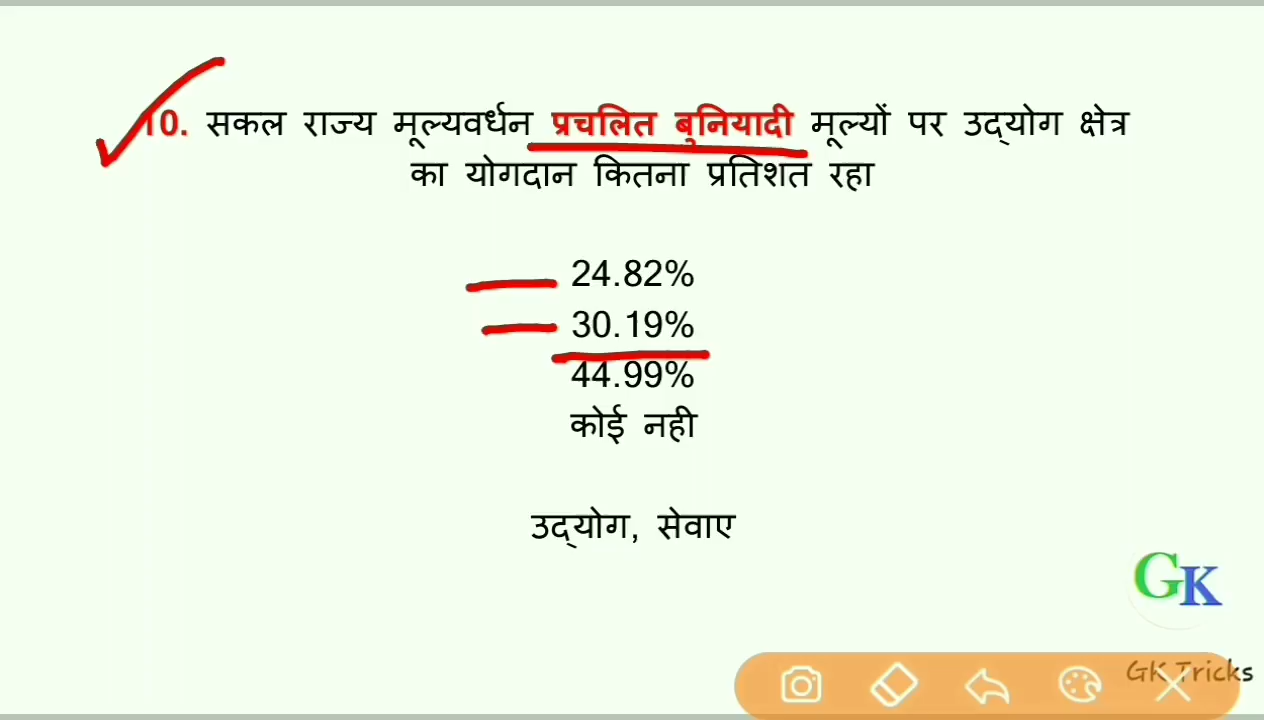 10. सकल राज्य मूल्यवर्धन प्रचलित बुनियादी मूल्यों पर उद्योग क्षेत्र
का योगदान कितना प्रतिशत रहा
24.82%
30.19%
44.99%
कोई नही
उद्योग, सेवाए
GK
GK Tricks